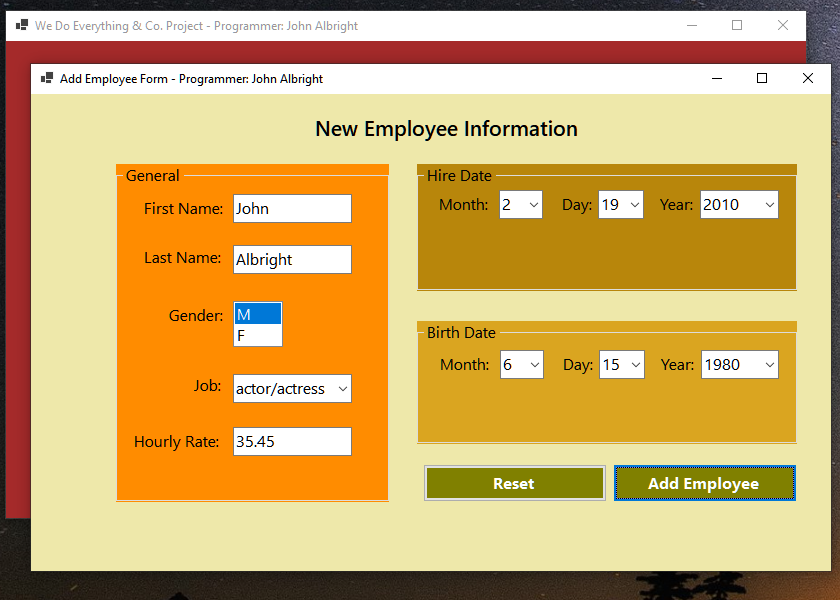 We Do Everything & Co. Project - Programmer: John Albright
Add Employee Form - Programmer: John Albright
New Employee Information
General
First Name: John
Last Name: Albright
Gender: M
F
Job: actor/actress
Hourly Rate: 35.45
Hire Date
Month: 2 Day: 19 Year: 2010
Birth Date
Month: 6 Day: 15 Year: 1980
Reset Add Employee